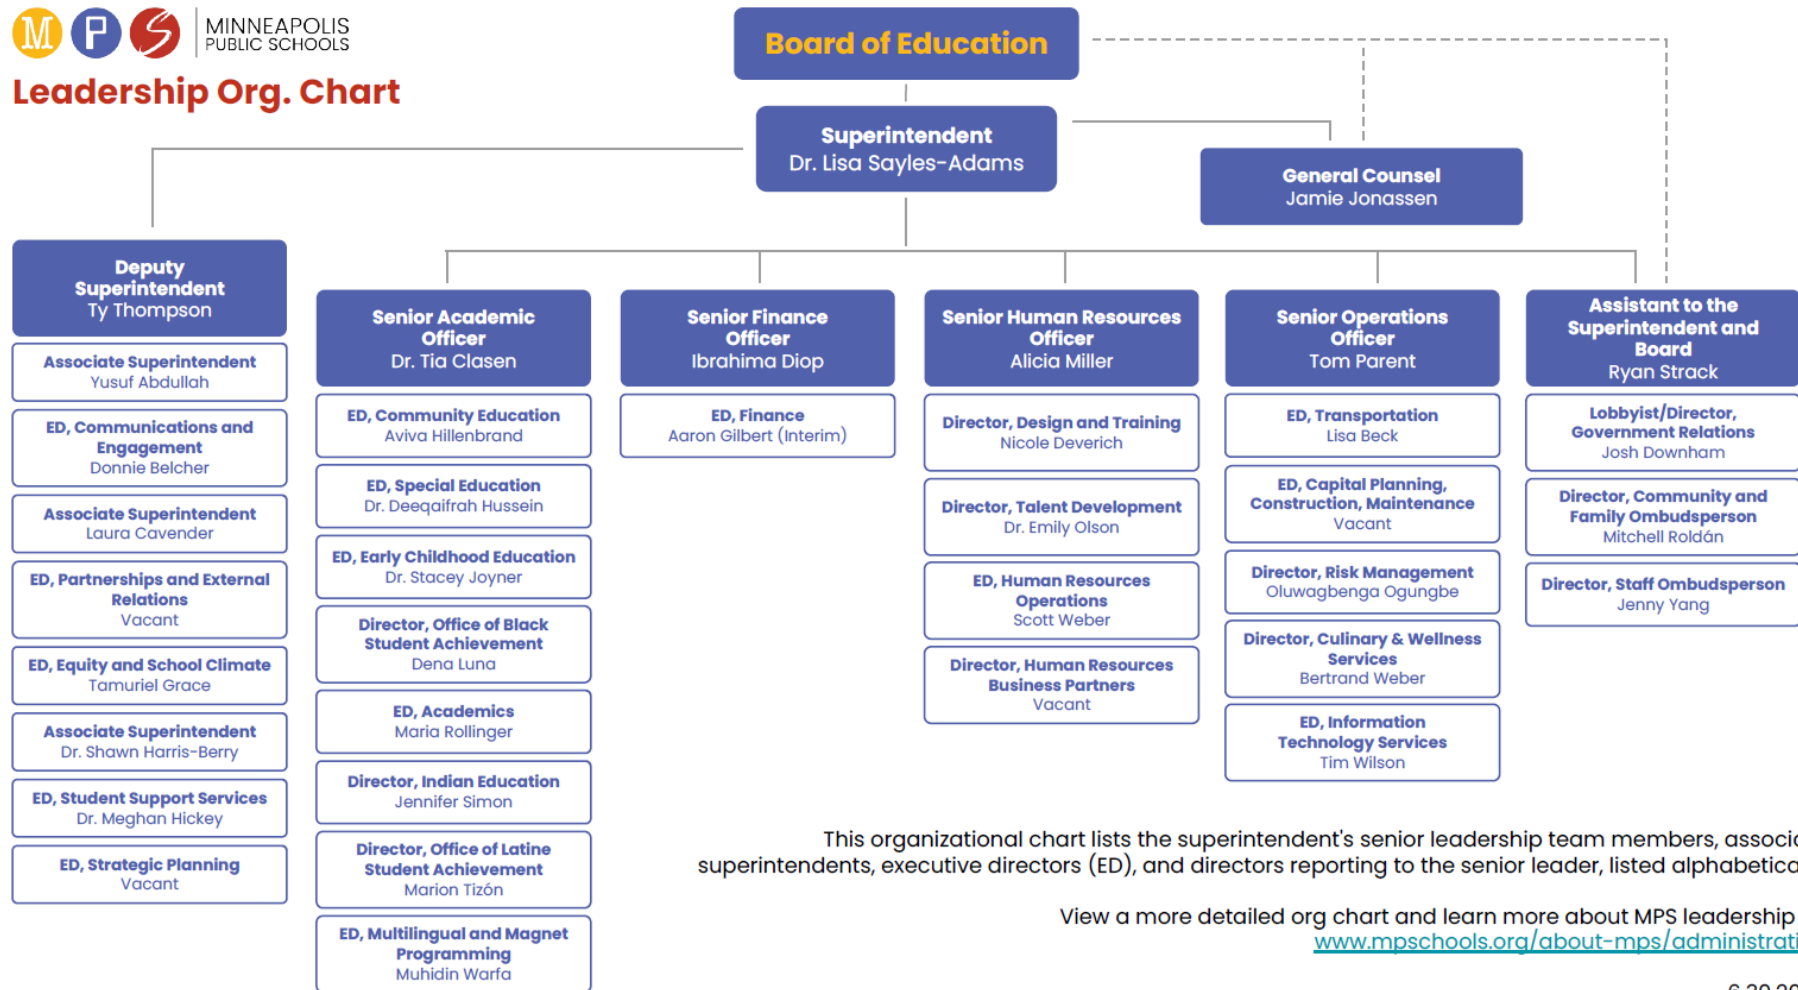 M P S
MINNEAPOLIS
PUBLIC SCHOOLS
Leadership Org. Chart
Board of Education
Superintendent
Dr. Lisa Sayles-Adams
General Counsel
Jamie Jonassen
Deputy
Superintendent
Ty Thompson
Associate Superintendent
Yusuf Abdullah
ED, Communications and
Engagement
Donnie Belcher
Associate Superintendent
Laura Cavender
ED, Partnerships and External
Relations
Vacant
ED, Equity and School Climate
Tamuriel Grace
Associate Superintendent
Dr. Shawn Harris-Berry
ED, Student Support Services
Dr. Meghan Hickey
ED, Strategic Planning
Vacant
Senior Academic
Officer
Dr. Tia Clasen
ED, Community Education
Aviva Hillenbrand
ED, Special Education
Dr. Deeqaifrah Hussein
ED, Early Childhood Education
Dr. Stacey Joyner
Director, Office of Black
Student Achievement
Dena Luna
ED, Academics
Maria Rollinger
Director, Indian Education
Jennifer Simon
Director, Office of Latine
Student Achievement
Marion Tizón
ED, Multilingual and Magnet
Programming
Muhidin Warfa
Senior Finance
Officer
Ibrahima Diop
ED, Finance
Aaron Gilbert (Interim)
Senior Human Resources
Officer
Alicia Miller
Director, Design and Training
Nicole Deverich
Director, Talent Development
Dr. Emily Olson
ED, Human Resources
Operations
Scott Weber
Director, Human Resources
Business Partners
Vacant
Senior Operations
Officer
Tom Parent
ED, Transportation
Lisa Beck
ED, Capital Planning,
Construction, Maintenance
Vacant
Director, Risk Management
Oluwagbenga Ogungbe
Director, Culinary & Wellness
Services
Bertrand Weber
ED, Information
Technology Services
Tim Wilson
Assistant to the
Superintendent and
Board
Ryan Strack
Lobbyist/Director,
Government Relations
Josh Downham
Director, Community and
Family Ombudsperson
Mitchell Roldán
Director, Staff Ombudsperson
Jenny Yang
This organizational chart lists the superintendent's senior leadership team members,
superintendents, executive directors (ED), and directors reporting to the senior leader, listed
View a more detailed org chart and learn more about MPS leadership
www.mpschools.org/about-mps/administrati